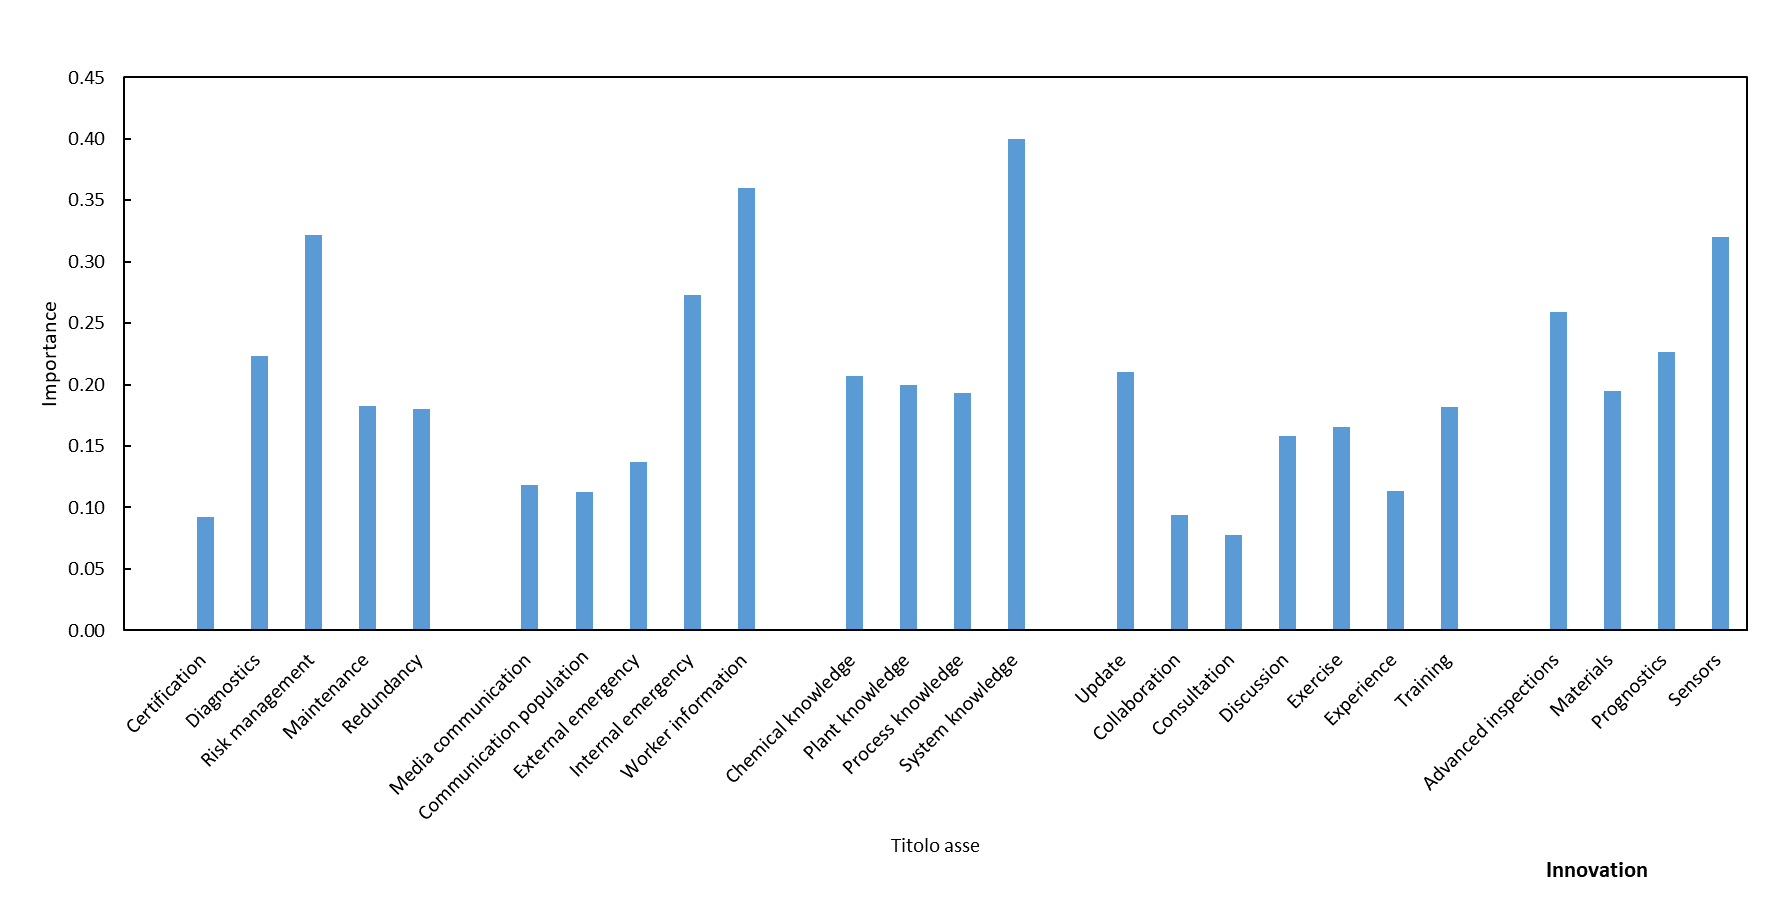 0.45
0.40
0.35
0.30
0.25
0.20
0.15
0.10
0.05
0.00
Importance
Certification
Diagnostics
Risk management
Maintenance
Redundancy
Media communication
Communication population
External emergency
Internal emergency
Worker information
Chemical knowledge
Plant knowledge
Process knowledge
System knowledge
Update
Collaboration
Consultation
Discussion
Exercise
Experience
Training
Advanced inspections
Materials
Prognostics
Sensors
Titolo asse
Innovation